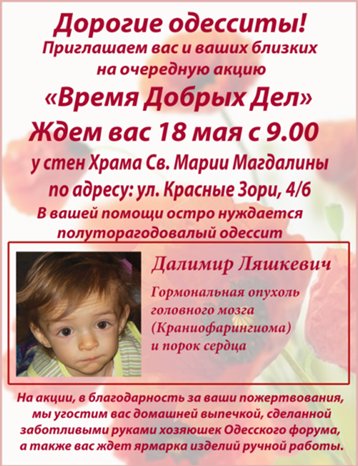 Дорогие одесситы!
Приглашаем вас и ваших близких
на очередную акцию
«Время Добрых Дел»
Ждем вас 18 мая с 9.00
у стен Храма Св. Марии Магдалины
по адресу: ул. Красные Зори, 4/6
В вашей помощи остро нуждается
полуторагодовалый одессит
Далимир Ляшкевич
Гормональная опухоль
головного мозга
(Краниофарингиома)
и порок сердца
На акции, в благодарность за ваши пожертвования,
мы угостим вас домашней выпечкой, сделанной
заботливыми руками хозяюшек Одесского форума,
а также вас ждет ярмарка изделий ручной работы.